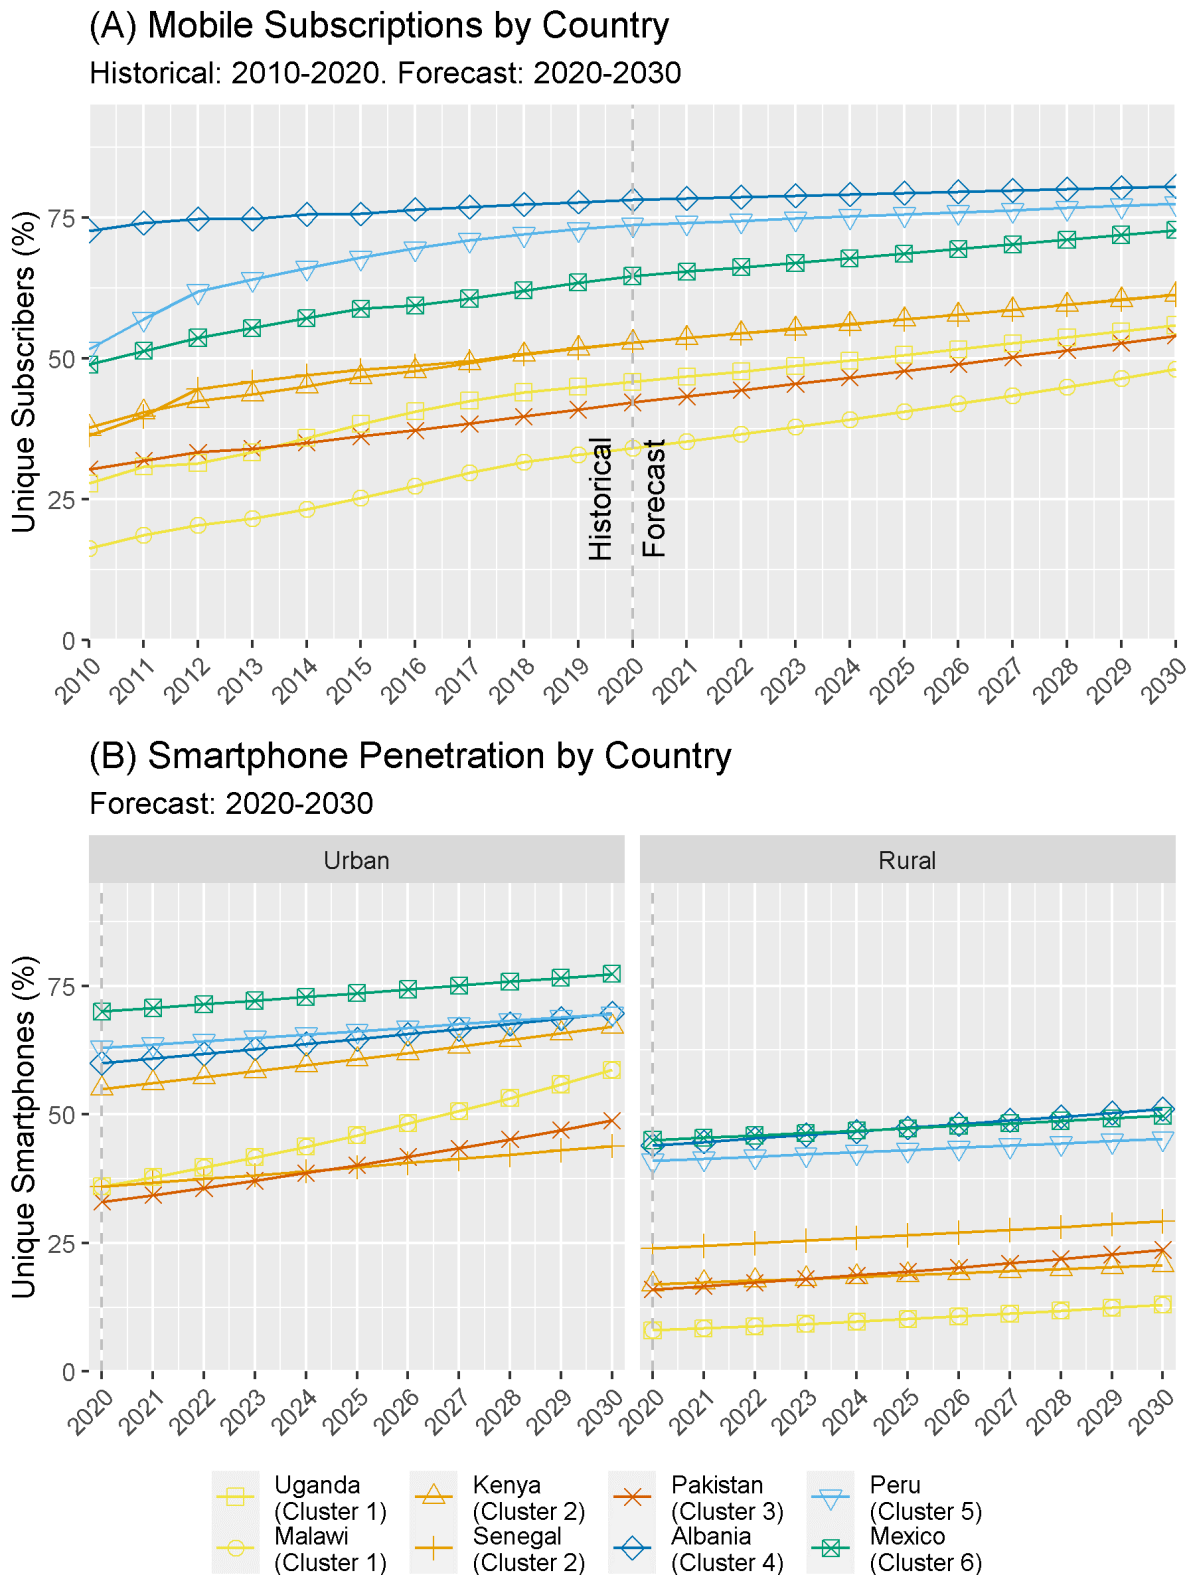 (A) Mobile Subscriptions by Country
Historical: 2010-2020. Forecast: 2020-2030
Unique Subscribers (%)
75
50
25
0
Historical
Forecast
2010 2011 2012 2013 2014 2015 2016 2017 2018 2019 2020 2021 2022 2023 2024 2025 2026 2027 2028 2029 2030
(B) Smartphone Penetration by Country
Forecast: 2020-2030
Urban Rural
Unique Smartphones (%)
75
50
25
0
2020 2021 2022 2023 2024 2025 2026 2027 2028 2029 2030 2020 2021 2022 2023 2024 2025 2026 2027 2028 2029 2030
Uganda (Cluster 1)
Malawi (Cluster 1)
Kenya (Cluster 2)
Senegal (Cluster 2)
Pakistan (Cluster 3)
Albania (Cluster 4)
Peru (Cluster 5)
Mexico (Cluster 6)